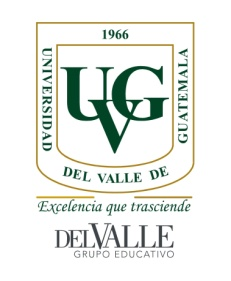 1966
UNIVERSIDAD
UVG
DEL VALLE DE
GUATEMALA
Excelencia que trasciende
DELVALLE
GRUPO EDUCATIVO